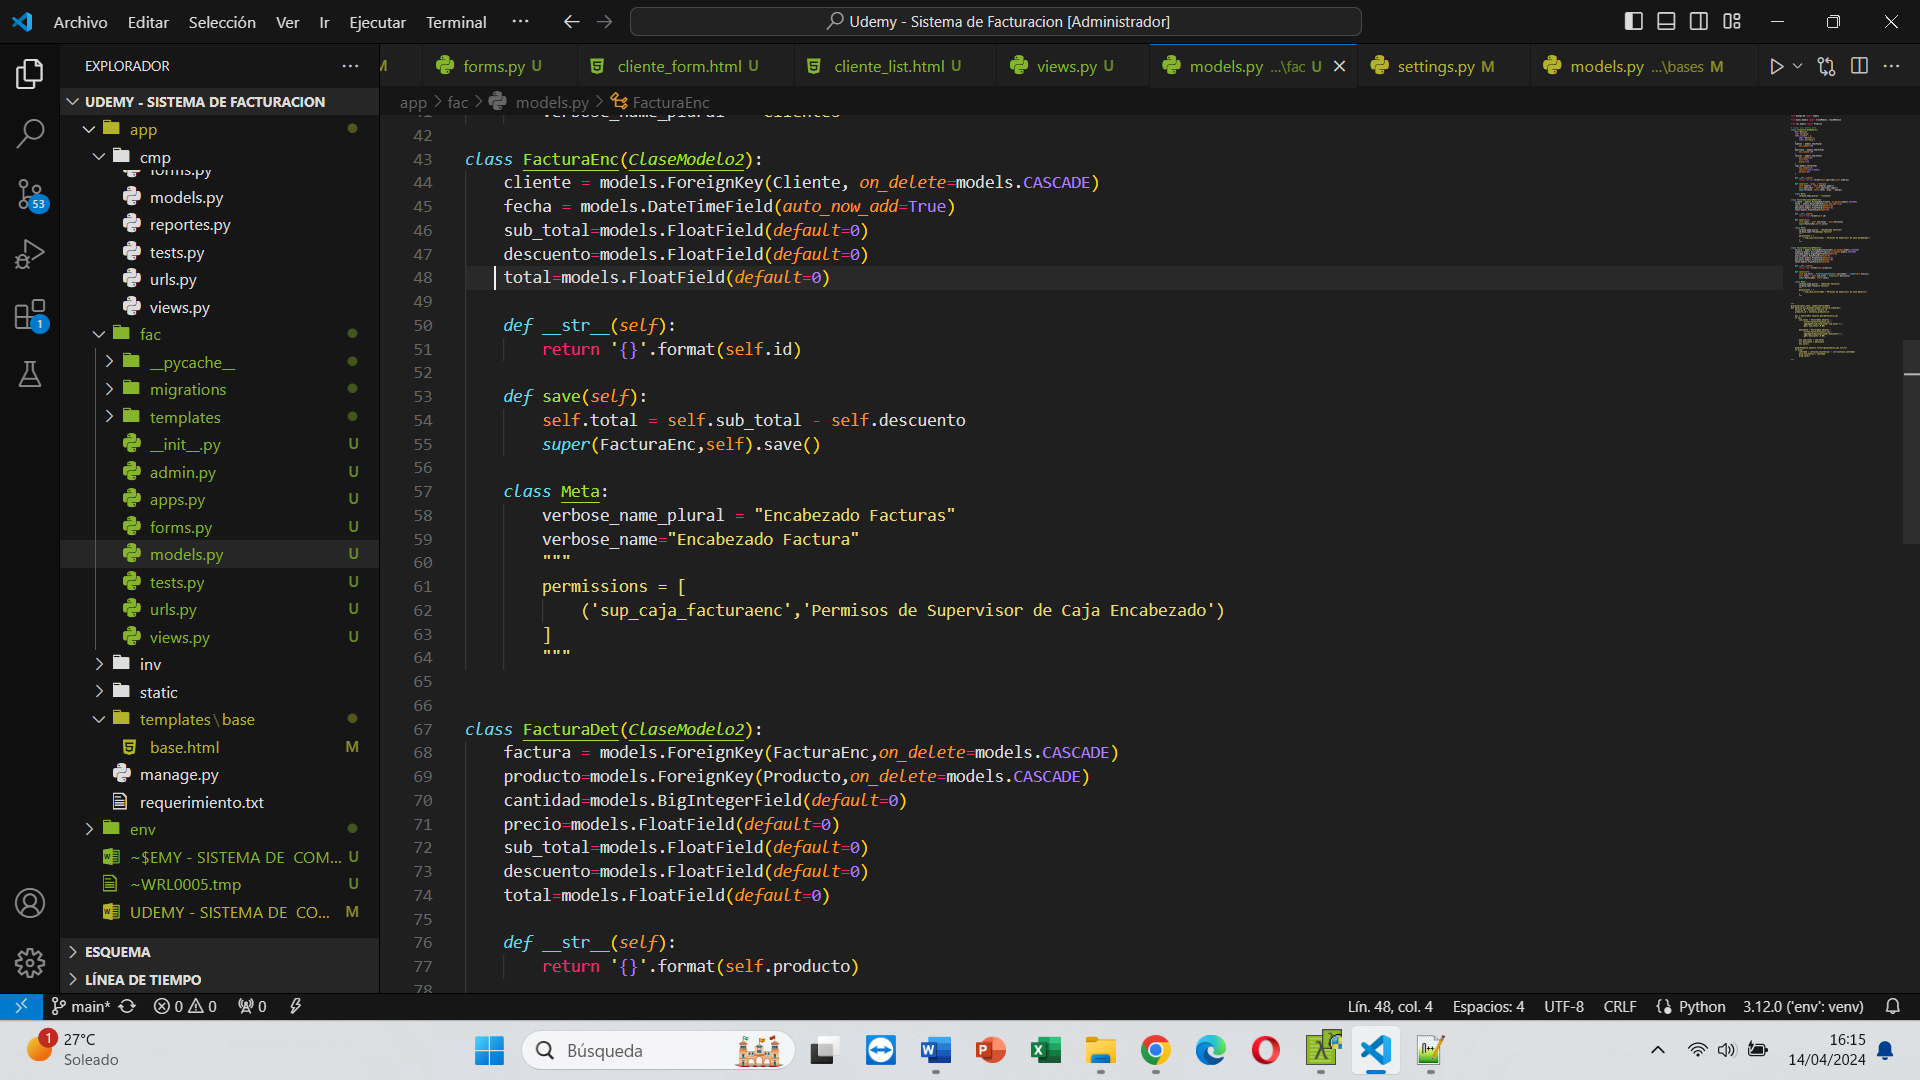 Archivo Editar Selección Ver Ir Ejecutar Terminal ··· Udemy - Sistema de Facturacion [Administrador]
EXPLORADOR ···
M forms.py U cliente_form.html U cliente_list.html U views.py U models.py ...\fac U settings.py M models.py ...\bases M
UDEMY - SISTEMA DE FACTURACION
app > fac > models.py > FacturaEnc
app
cmp
forms.py
models.py
reportes.py
tests.py
urls.py
views.py
fac
__pycache__
migrations
templates
__init__.py U
admin.py U
apps.py U
forms.py U
models.py U
tests.py U
urls.py U
views.py U
inv
static
templates\base
base.html M
manage.py
requerimiento.txt
env
~$EMY - SISTEMA DE COM... U
~WRL0005.tmp U
UDEMY - SISTEMA DE CO... M
ESQUEMA
LÍNEA DE TIEMPO
53
1
41 verbose_name_plural = "Clientes"
42
43 class FacturaEnc(ClaseModelo2):
44 cliente = models.ForeignKey(Cliente, on_delete=models.CASCADE)
45 fecha = models.DateTimeField(auto_now_add=True)
46 sub_total=models.FloatField(default=0)
47 descuento=models.FloatField(default=0)
48 total=models.FloatField(default=0)
49
50 def __str__(self):
51 return '{}'.format(self.id)
52
53 def save(self):
54 self.total = self.sub_total - self.descuento
55 super(FacturaEnc,self).save()
56
57 class Meta:
58 verbose_name_plural = "Encabezado Facturas"
59 verbose_name="Encabezado Factura"
60 """
61 permissions = [
62 ('sup_caja_facturaenc','Permisos de Supervisor de Caja Encabezado')
63 ]
64 """
65
66
67 class FacturaDet(ClaseModelo2):
68 factura = models.ForeignKey(FacturaEnc,on_delete=models.CASCADE)
69 producto=models.ForeignKey(Producto,on_delete=models.CASCADE)
70 cantidad=models.BigIntegerField(default=0)
71 precio=models.FloatField(default=0)
72 sub_total=models.FloatField(default=0)
73 descuento=models.FloatField(default=0)
74 total=models.FloatField(default=0)
75
76 def __str__(self):
77 return '{}'.format(self.producto)
78
main* 0 0 0 Lín. 48, col. 4 Espacios: 4 UTF-8 CRLF Python 3.12.0 ('env': venv)
1 27°C
Soleado
Búsqueda
16:15
14/04/2024